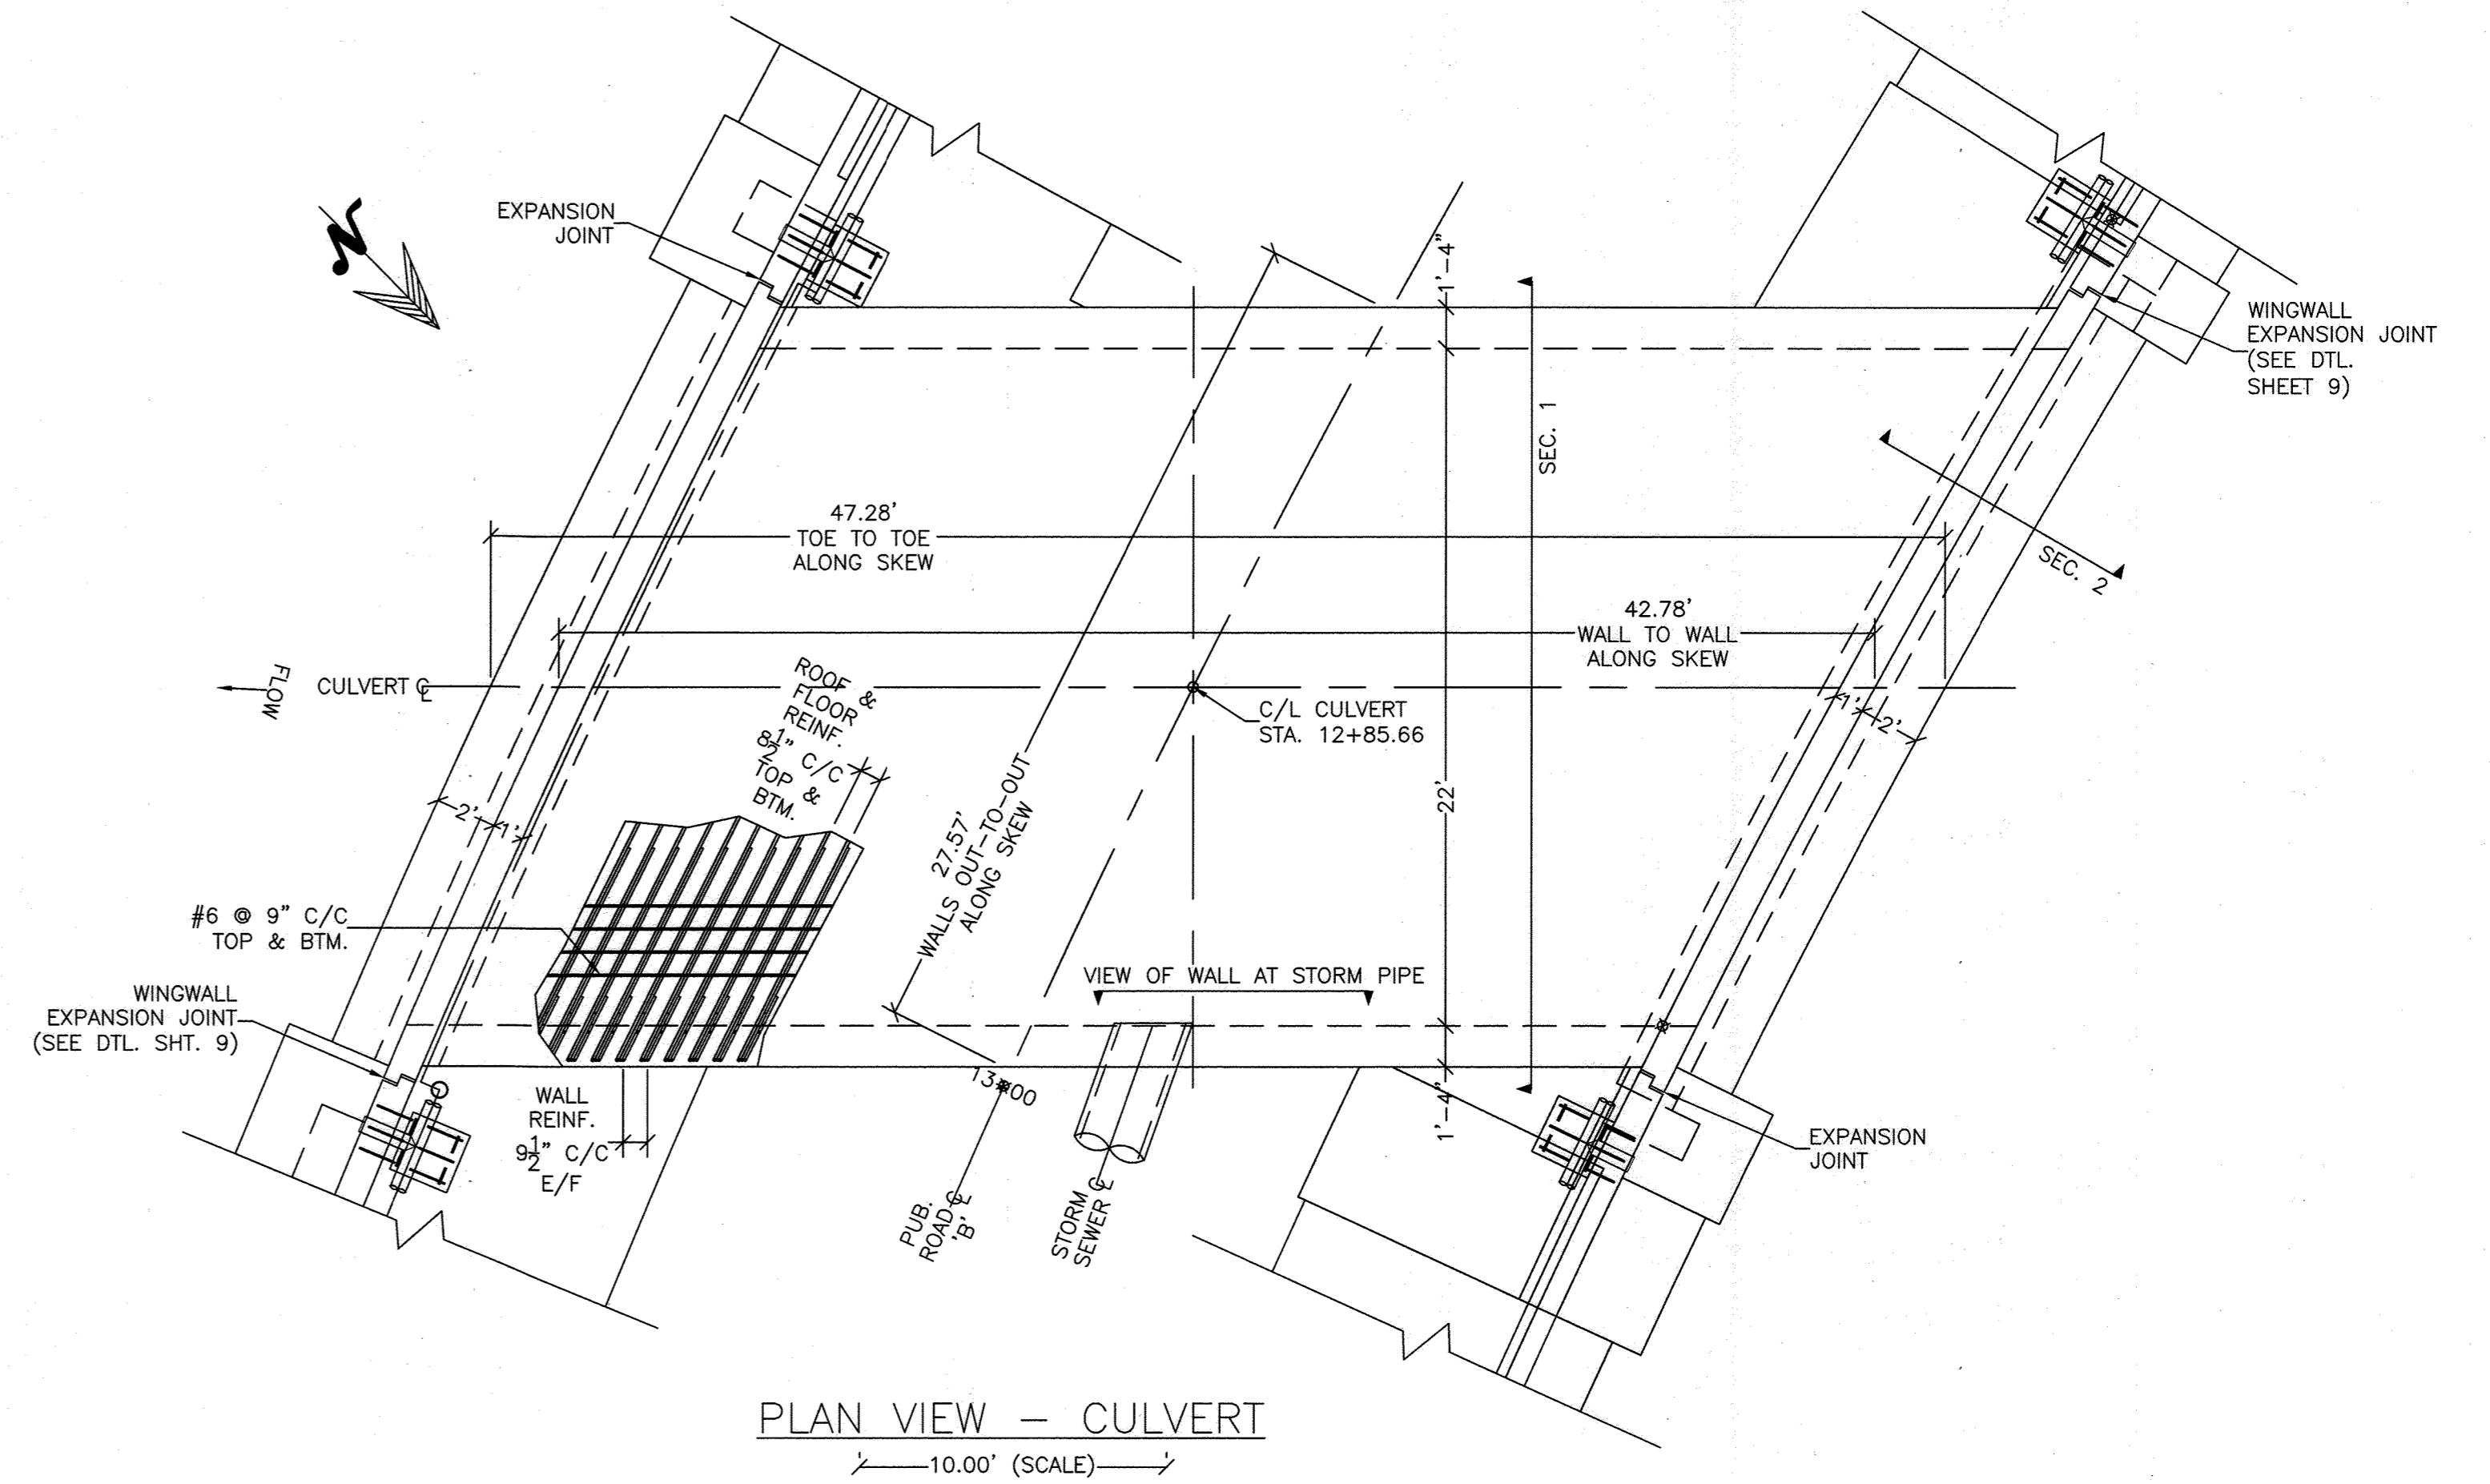 N
EXPANSION
JOINT
1'-4"
SEC. 1
WINGWALL
EXPANSION JOINT
(SEE DTL.
SHEET 9)
47.28'
TOE TO TOE
ALONG SKEW
SEC. 2
42.78'
WALL TO WALL
ALONG SKEW
FLOW
CULVERT ℄
ROOF &
FLOOR
REINF.
8 1/2" C/C
TOP &
BTM.
C/L CULVERT
STA. 12+85.66
1'
2'
22'
27.57'
WALLS OUT-TO-OUT
ALONG SKEW
2'
1'
#6 @ 9" C/C
TOP & BTM.
VIEW OF WALL AT STORM PIPE
WINGWALL
EXPANSION JOINT
(SEE DTL. SHT. 9)
13+00
WALL
REINF.
9 1/2" C/C
E/F
1'-4"
EXPANSION
JOINT
PUB.
ROAD ℄
'B'
STORM ℄
SEWER
PLAN VIEW - CULVERT
10.00' (SCALE)